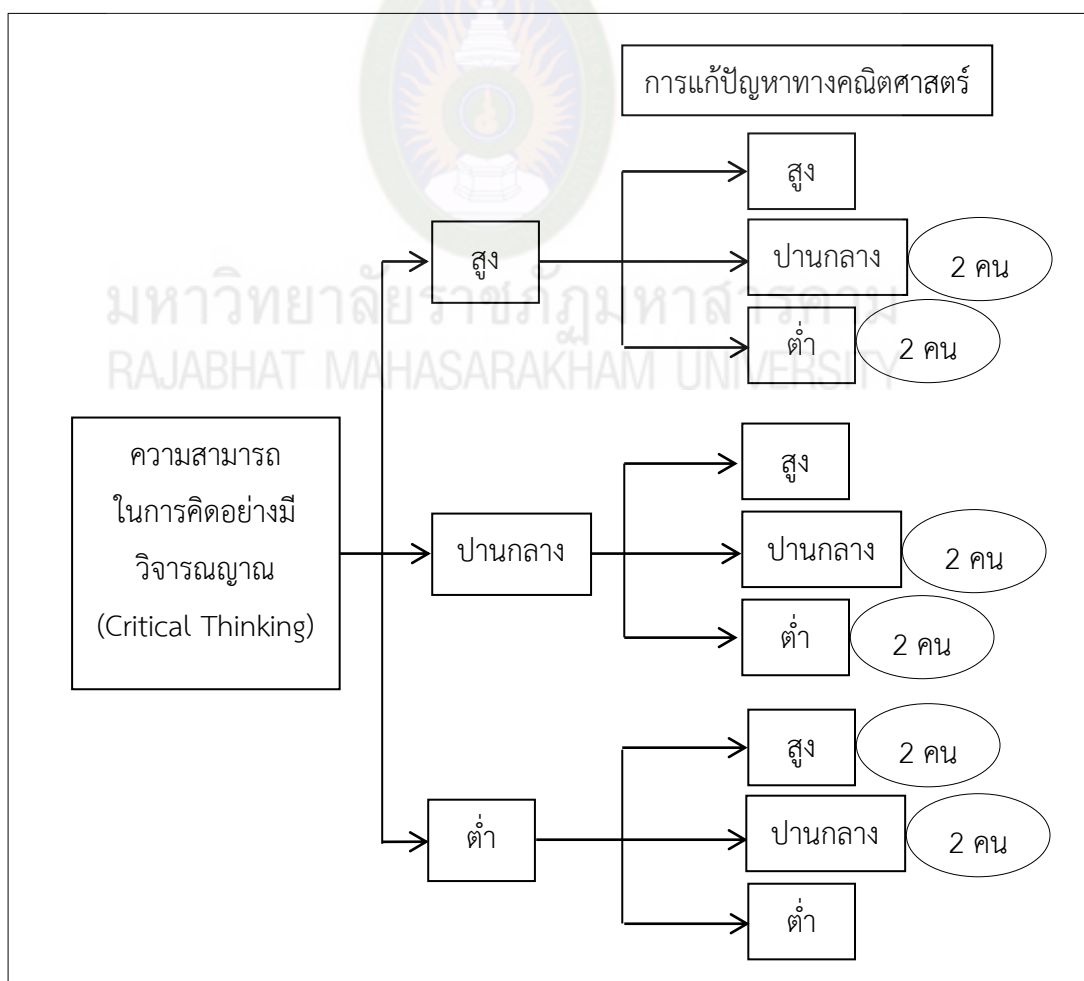 การแก้ปัญหาทางคณิตศาสตร์
สูง
สูง
ปานกลาง
2 คน
ต่ำ
2 คน
มหาวิทยาลัยราชภัฏมหาสารคาม
RAJABHAT MAHASARAKHAM UNIVERSITY
ความสามารถ
ในการคิดอย่างมี
วิจารณญาณ
(Critical Thinking)
ปานกลาง
สูง
ปานกลาง
2 คน
ต่ำ
2 คน
ต่ำ
สูง
2 คน
ปานกลาง
2 คน
ต่ำ